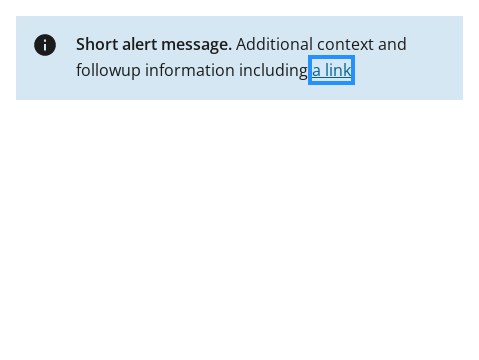 Short alert message. Additional context and
followup information including a link